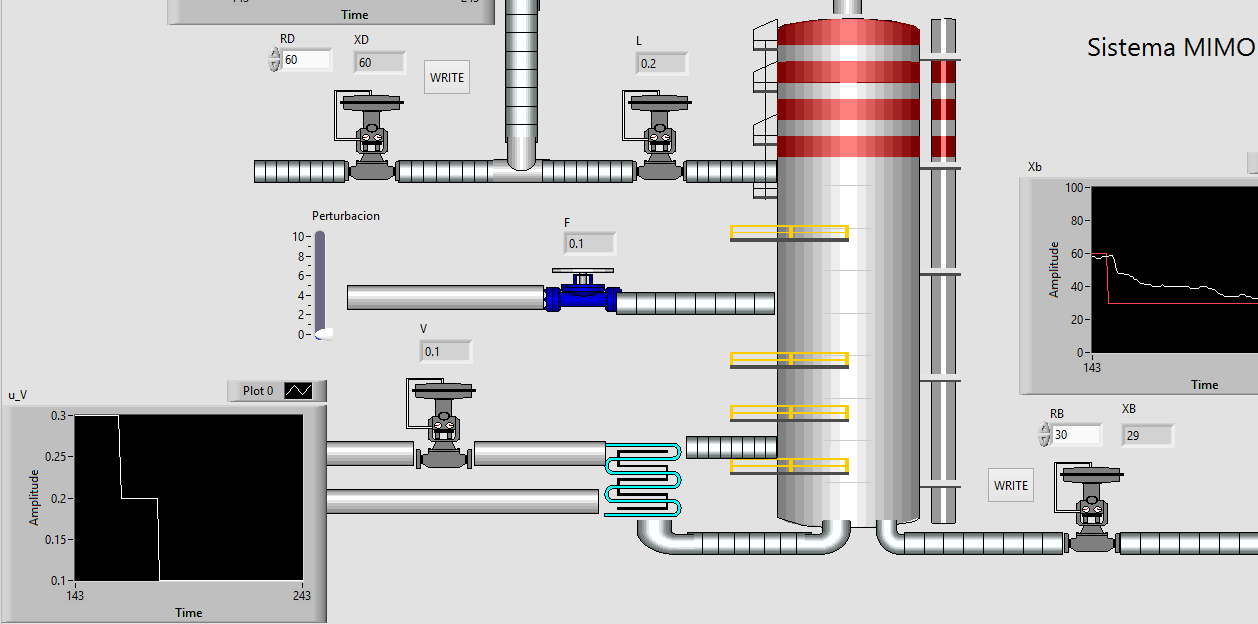 Time
RD
60
XD
60
WRITE
L
0.2
Sistema MIMO
Perturbacion
10
8
6
4
2
0
F
0.1
V
0.1
Xb
Amplitude
100
80
60
40
20
0
143
Time
RB
30
XB
29
WRITE
u_V
Plot 0
Amplitude
0.3
0.25
0.2
0.15
0.1
143
243
Time